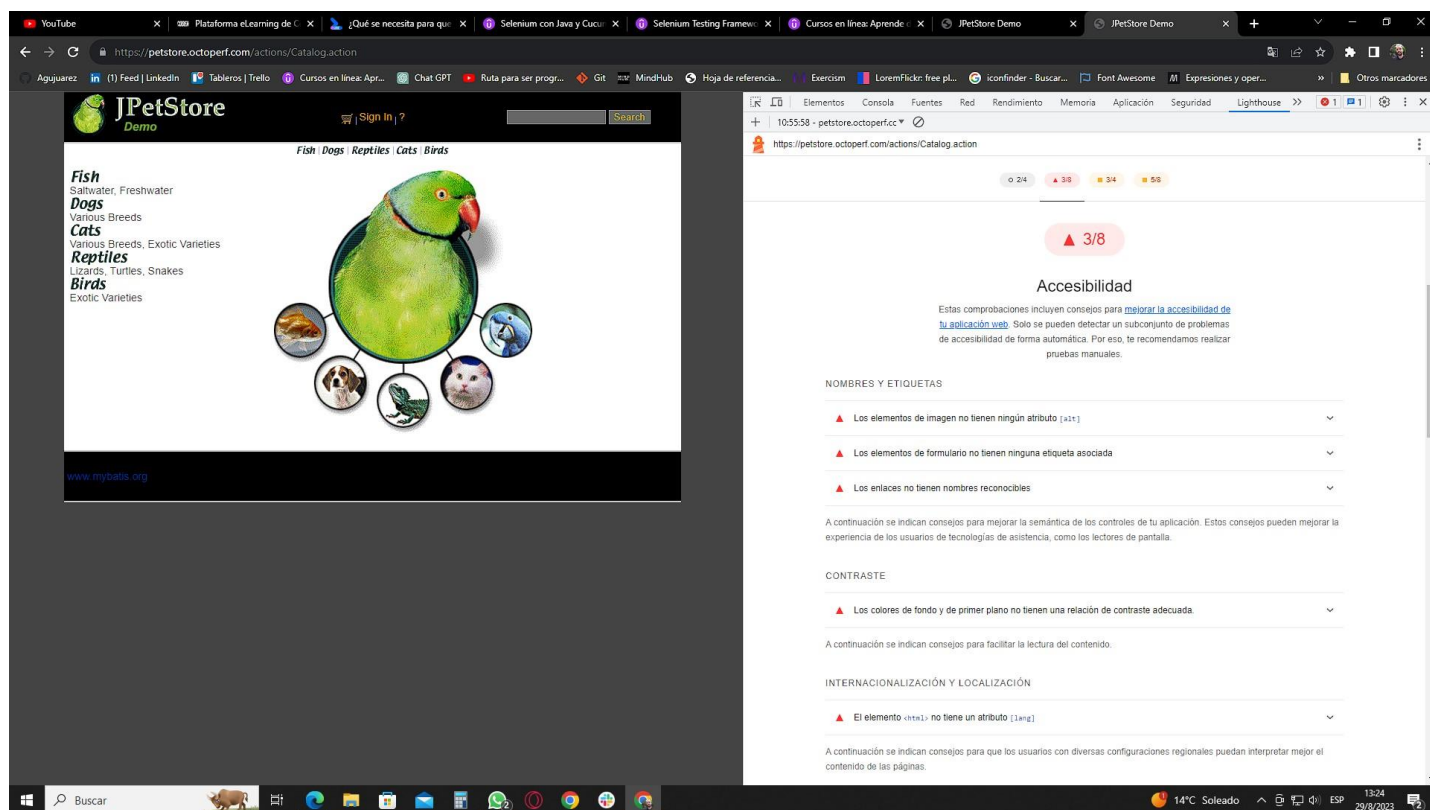 YouTube
Plataforma eLearning de C
¿Qué se necesita para que
Selenium con Java y Cucum
Selenium Testing Framewo
Cursos en línea: Aprende
JPetStore Demo
JPetStore Demo
https://petstore.octoperf.com/actions/Catalog.action
Agujuarez
(1) Feed | LinkedIn
Tableros | Trello
Cursos en línea: Apr...
Chat GPT
Ruta para ser progr...
Git
MindHub
Hoja de referencia...
Exercism
LoremFlickr: free pl...
iconfinder - Buscar...
Font Awesome
Expresiones y oper...
»
Otros marcadores
JPetStore
Demo
Sign In | ?
Search
Fish | Dogs | Reptiles | Cats | Birds
Fish
Saltwater, Freshwater
Dogs
Various Breeds
Cats
Various Breeds, Exotic Varieties
Reptiles
Lizards, Turtles, Snakes
Birds
Exotic Varieties
www.mybatis.org
Elementos Consola Fuentes Red Rendimiento Memoria Aplicación Seguridad Lighthouse » 1 1
10:55:58 - petstore.octoperf.cc
https://petstore.octoperf.com/actions/Catalog.action
2/4 3/8 3/4 5/8
3/8
Accesibilidad
Estas comprobaciones incluyen consejos para mejorar la accesibilidad de
tu aplicación web. Solo se pueden detectar un subconjunto de problemas
de accesibilidad de forma automática. Por eso, te recomendamos realizar
pruebas manuales.
NOMBRES Y ETIQUETAS
Los elementos de imagen no tienen ningún atributo [alt]
Los elementos de formulario no tienen ninguna etiqueta asociada
Los enlaces no tienen nombres reconocibles
A continuación se indican consejos para mejorar la semántica de los controles de tu aplicación. Estos consejos pueden mejorar la
experiencia de los usuarios de tecnologías de asistencia, como los lectores de pantalla.
CONTRASTE
Los colores de fondo y de primer plano no tienen una relación de contraste adecuada.
A continuación se indican consejos para facilitar la lectura del contenido.
INTERNACIONALIZACIÓN Y LOCALIZACIÓN
El elemento <html> no tiene un atributo [lang]
A continuación se indican consejos para que los usuarios con diversas configuraciones regionales puedan interpretar mejor el
contenido de las páginas.
Buscar
14°C Soleado
ESP
13:24
29/8/2023